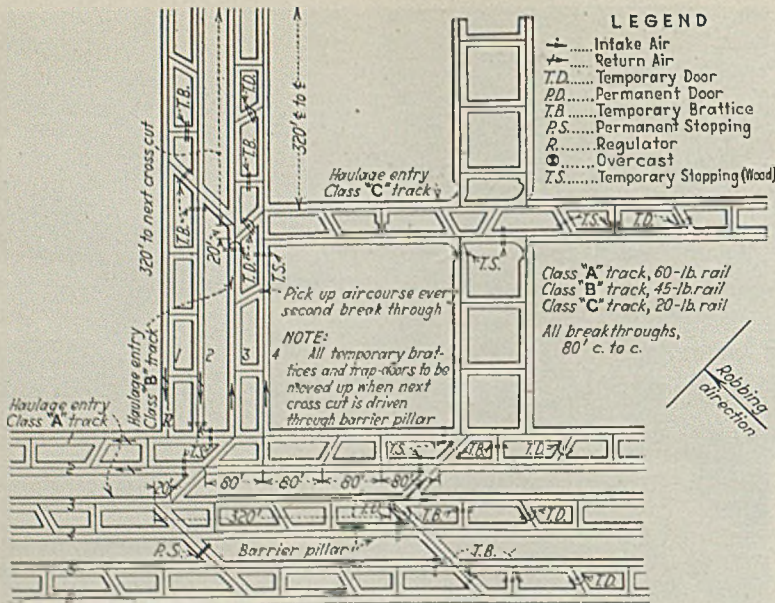 LEGEND
Intake Air
Return Air
T.D. Temporary Door
P.D. Permanent Door
T.B. Temporary Brattice
P.S. Permanent Stopping
R. Regulator
Overcast
T.S. Temporary Stopping (Wood)
Class "A" track, 60-lb. rail
Class "B" track, 45-lb. rail
Class "C" track, 20-lb. rail
All breakthroughs,
80' c. to c.
Robbing
direction
320' to next cross cut
T.B.
T.D.
T.B.
320' ¢ to ¢
Haulage entry
Class "C" track
T.B.
20'
T.D.
T.S.
T.S.
T.D.
T.S.
Pick up aircourse every
second break through
NOTE:
All temporary brat-
tices and trap-doors to be
moved up when next
cross cut is driven
through barrier pillar
Haulage entry
Class "B" track
1
2
3
4
Haulage entry
Class "A" track
R.
1
2
T.S.
T.S.
T.B.
T.D.
20'
80'
80'
80'
80'
3
4
320'
T.B.
T.D.
P.S.
Barrier pillar
T.B.
5
T.D.